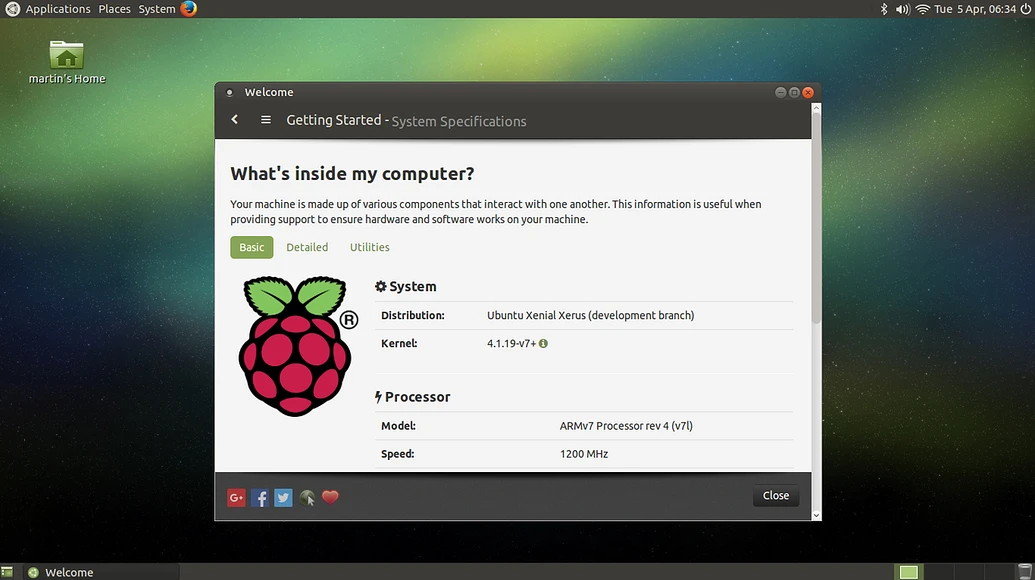 Applications Places System Tue 5 Apr, 06:34
martin's Home
Welcome
Getting Started - System Specifications
What's inside my computer?
Your machine is made up of various components that interact with one another. This information is useful when
providing support to ensure hardware and software works on your machine.
Basic Detailed Utilities
®
System
Distribution: Ubuntu Xenial Xerus (development branch)
Kernel: 4.1.19-v7+
Processor
Model: ARMv7 Processor rev 4 (v7l)
Speed: 1200 MHz
G+ f Close
Welcome